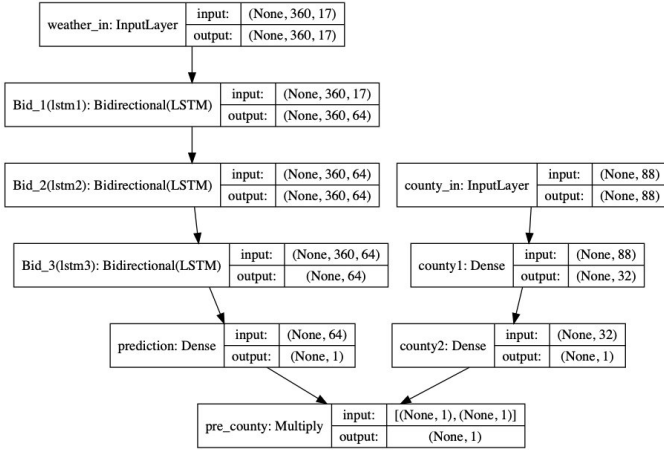 weather_in: InputLayer
input: (None, 360, 17)
output: (None, 360, 17)
Bid_1(lstm1): Bidirectional(LSTM)
input: (None, 360, 17)
output: (None, 360, 64)
Bid_2(lstm2): Bidirectional(LSTM)
input: (None, 360, 64)
output: (None, 360, 64)
county_in: InputLayer
input: (None, 88)
output: (None, 88)
Bid_3(lstm3): Bidirectional(LSTM)
input: (None, 360, 64)
output: (None, 64)
county1: Dense
input: (None, 88)
output: (None, 32)
prediction: Dense
input: (None, 64)
output: (None, 1)
county2: Dense
input: (None, 32)
output: (None, 1)
pre_county: Multiply
input: [(None, 1), (None, 1)]
output: (None, 1)